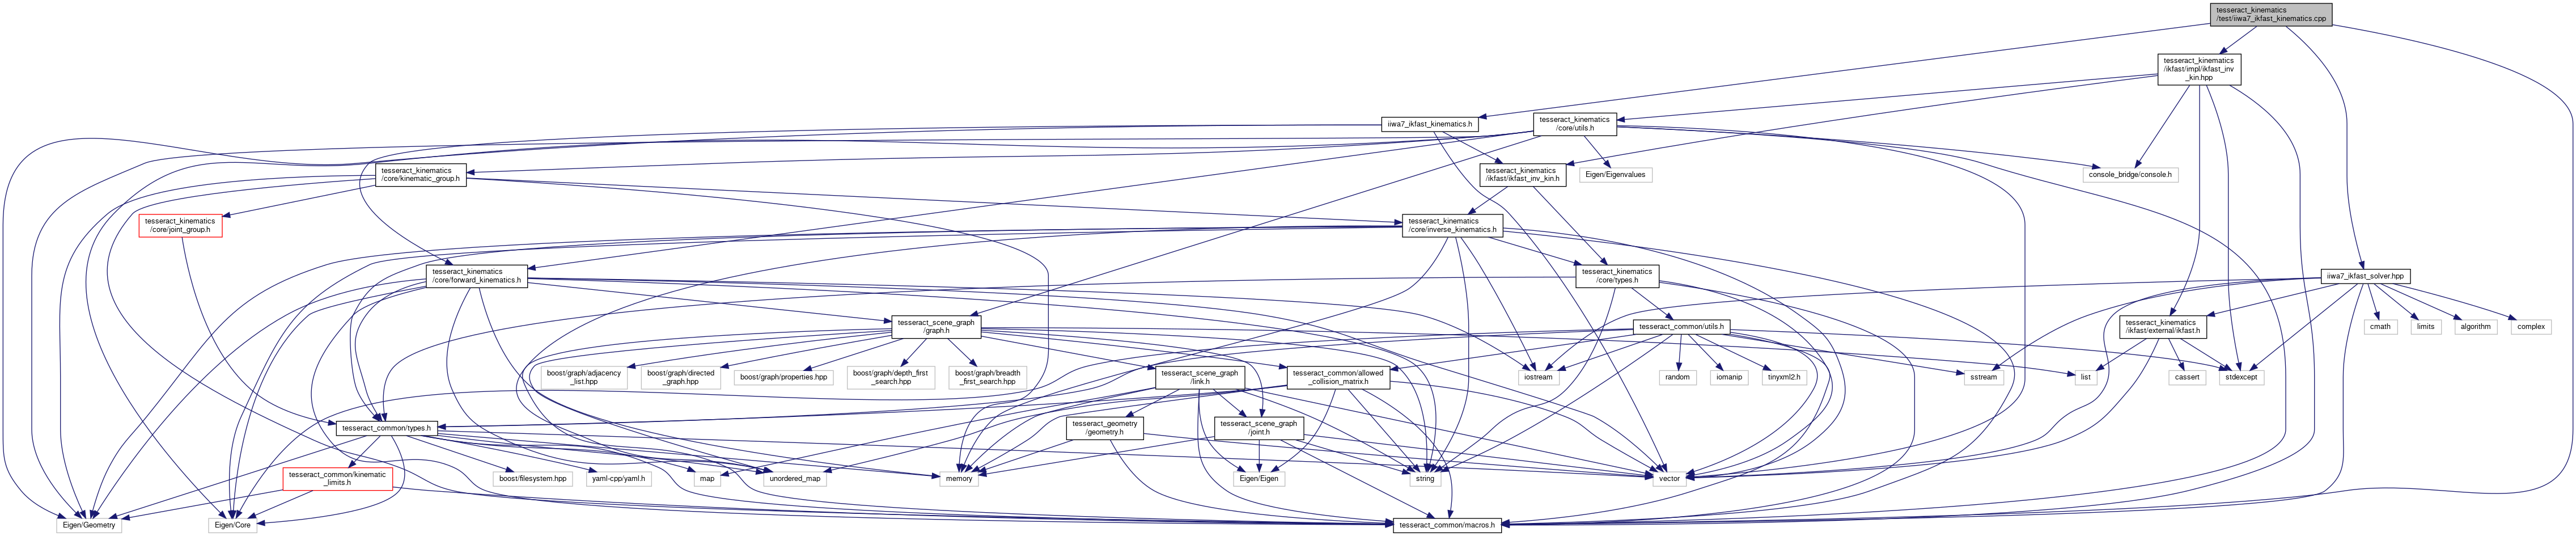 tesseract_kinematics
/test/iiwa7_ikfast_kinematics.cpp
tesseract_kinematics
/ikfast/impl/ikfast_inv
_kin.hpp
iiwa7_ikfast_kinematics.h
tesseract_kinematics
/core/utils.h
tesseract_kinematics
/core/kinematic_group.h
tesseract_kinematics
/ikfast/ikfast_inv_kin.h
Eigen/Eigenvalues
console_bridge/console.h
tesseract_kinematics
/core/joint_group.h
tesseract_kinematics
/core/inverse_kinematics.h
tesseract_kinematics
/core/forward_kinematics.h
tesseract_kinematics
/core/types.h
iiwa7_ikfast_solver.hpp
tesseract_scene_graph
/graph.h
tesseract_common/utils.h
tesseract_kinematics
/ikfast/external/ikfast.h
cmath
limits
algorithm
complex
boost/graph/adjacency
_list.hpp
boost/graph/directed
_graph.hpp
boost/graph/properties.hpp
boost/graph/depth_first
_search.hpp
boost/graph/breadth
_first_search.hpp
tesseract_scene_graph
/link.h
tesseract_common/allowed
_collision_matrix.h
iostream
random
iomanip
tinyxml2.h
sstream
list
cassert
stdexcept
tesseract_common/types.h
tesseract_geometry
/geometry.h
tesseract_scene_graph
/joint.h
tesseract_common/kinematic
_limits.h
boost/filesystem.hpp
yaml-cpp/yaml.h
map
unordered_map
memory
Eigen/Eigen
string
vector
Eigen/Geometry
Eigen/Core
tesseract_common/macros.h